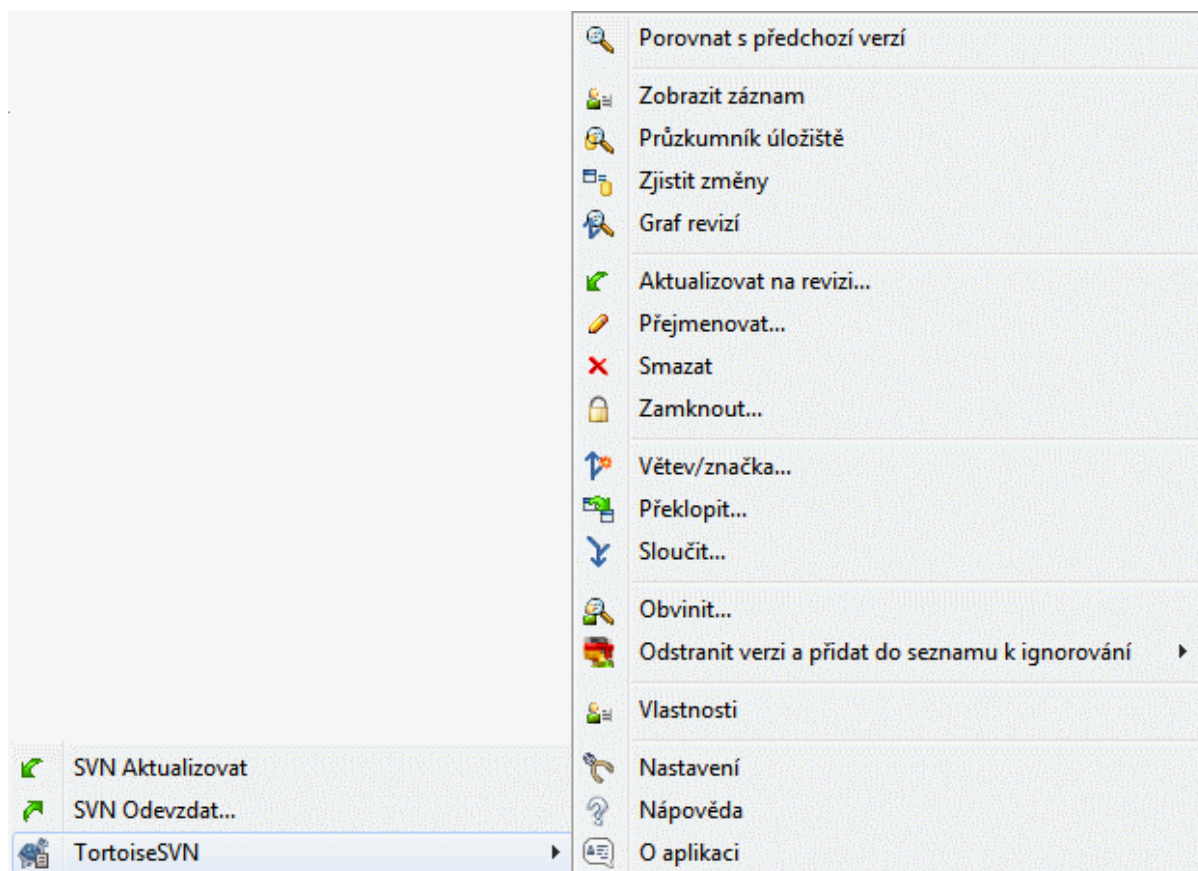 Porovnat s předchozí verzí
Zobrazit záznam
Průzkumník úložiště
Zjistit změny
Graf revizí
Aktualizovat na revizi...
Přejmenovat...
Smazat
Zamknout...
Větev/značka...
Překlopit...
Sloučit...
Obvinit...
Odstranit verzi a přidat do seznamu k ignorování
Vlastnosti
Nastavení
Nápověda
O aplikaci
SVN Aktualizovat
SVN Odevzdat...
TortoiseSVN